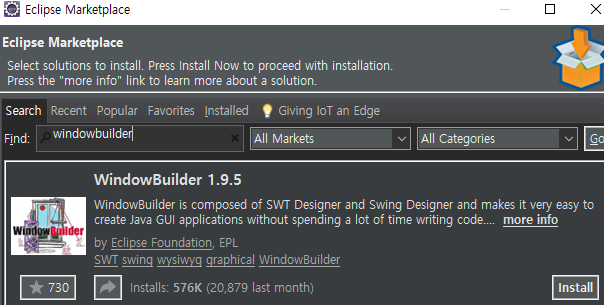 Eclipse Marketplace
Eclipse Marketplace
Select solutions to install. Press Install Now to proceed with installation.
Press the "more info" link to learn more about a solution.
Search Recent Popular Favorites Installed Giving IoT an Edge
Find: windowbuilder All Markets All Categories Go
WindowBuilder 1.9.5
WindowBuilder is composed of SWT Designer and Swing Designer and makes it very easy to
create Java GUI applications without spending a lot of time writing code.... more info
WindowBuilder
by Eclipse Foundation, EPL
SWT swing wysiwyg graphical WindowBuilder
730 Installs: 576K (20,879 last month) Install